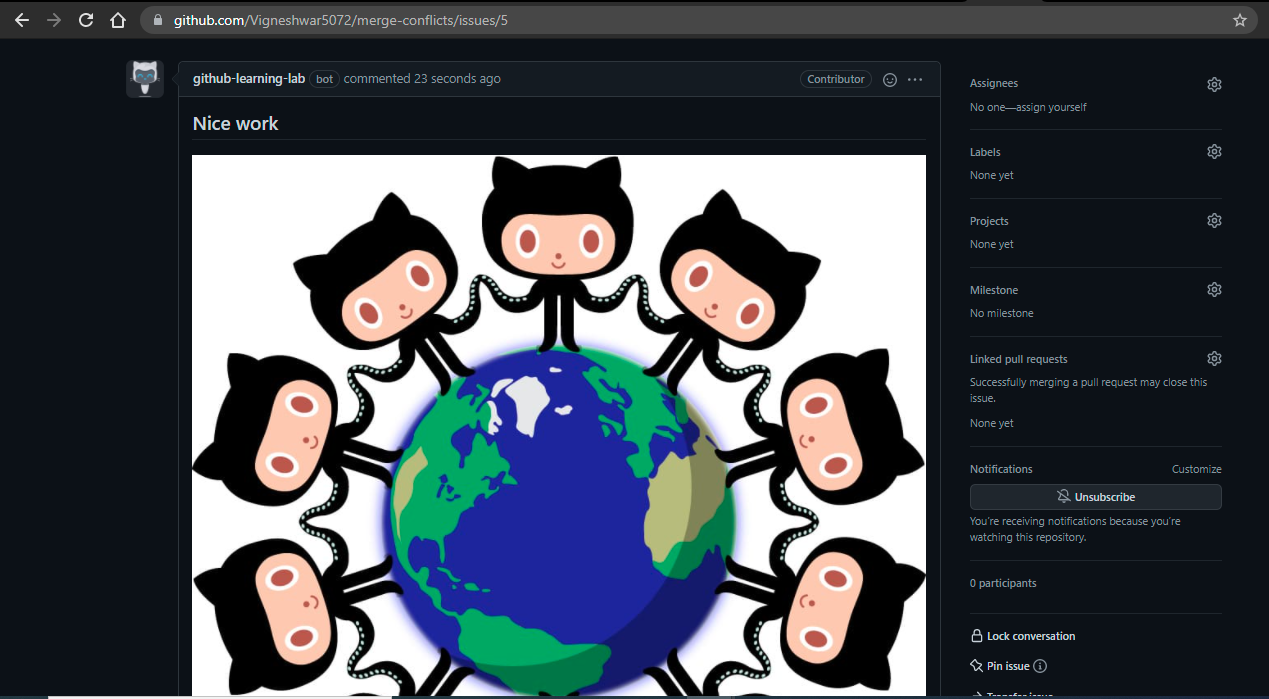 github.com/Vigneshwar5072/merge-conflicts/issues/5
github-learning-lab bot commented 23 seconds ago Contributor
Nice work
Assignees
No one—assign yourself
Labels
None yet
Projects
None yet
Milestone
No milestone
Linked pull requests
Successfully merging a pull request may close this
issue.
None yet
Notifications Customize
Unsubscribe
You're receiving notifications because you're
watching this repository.
0 participants
Lock conversation
Pin issue
Transfer issue